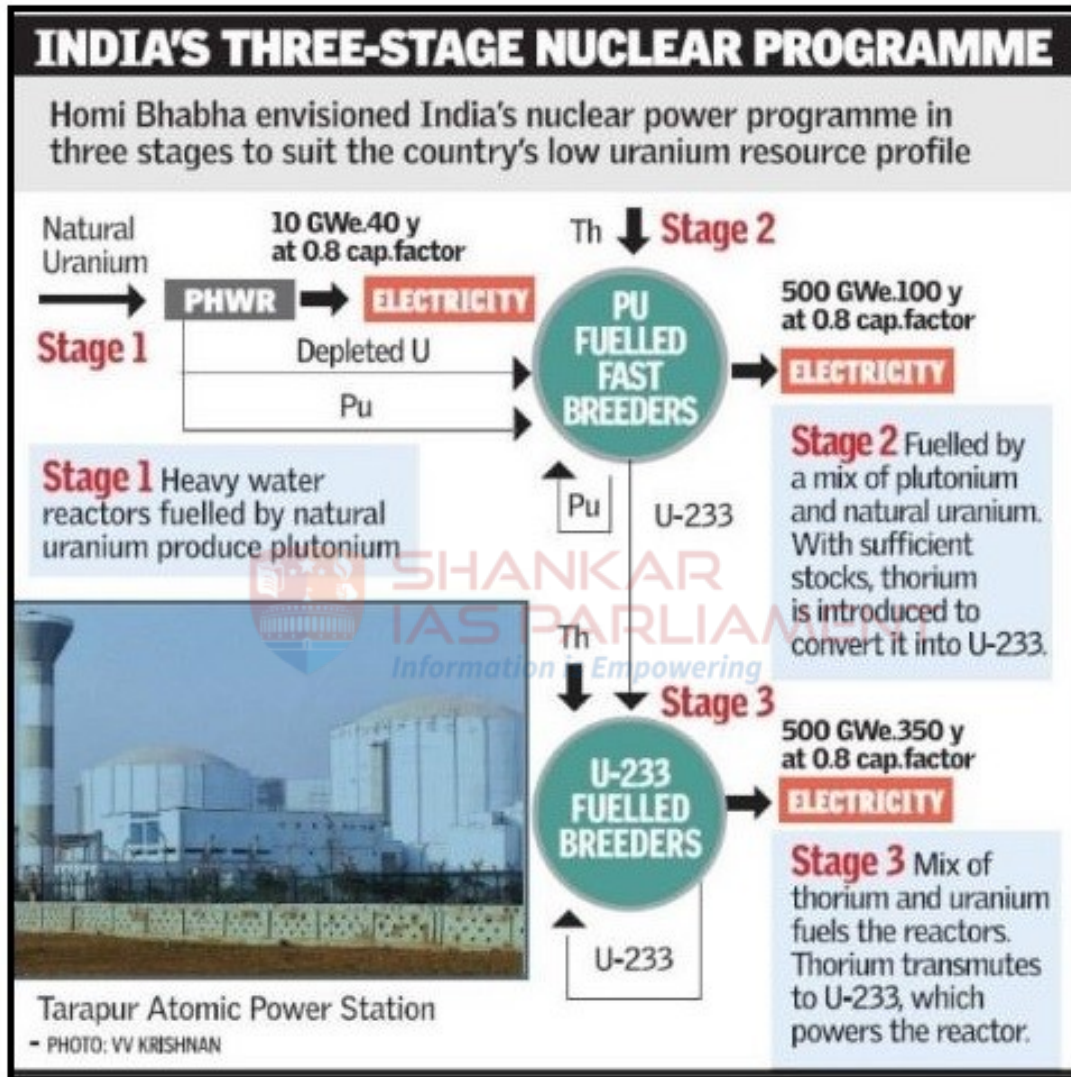 INDIA'S THREE-STAGE NUCLEAR PROGRAMME
Homi Bhabha envisioned India's nuclear power programme in
three stages to suit the country's low uranium resource profile
Natural
Uranium
Stage 1
PHWR
10 GWe.40 y
at 0.8 cap.factor
ELECTRICITY
Depleted U
Pu
Th
Stage 2
PU
FUELLED
FAST
BREEDERS
500 GWe.100 y
at 0.8 cap.factor
ELECTRICITY
Stage 1 Heavy water
reactors fuelled by natural
uranium produce plutonium
Pu
U-233
Stage 2 Fuelled by
a mix of plutonium
and natural uranium.
With sufficient
stocks, thorium
is introduced to
convert it into U-233.
SHANKAR
IAS PARLIAMENT
Information is Empowering
Th
Stage 3
U-233
FUELLED
BREEDERS
500 GWe.350 y
at 0.8 cap.factor
ELECTRICITY
U-233
Stage 3 Mix of
thorium and uranium
fuels the reactors.
Thorium transmutes
to U-233, which
powers the reactor.
Tarapur Atomic Power Station
- PHOTO: VV KRISHNAN